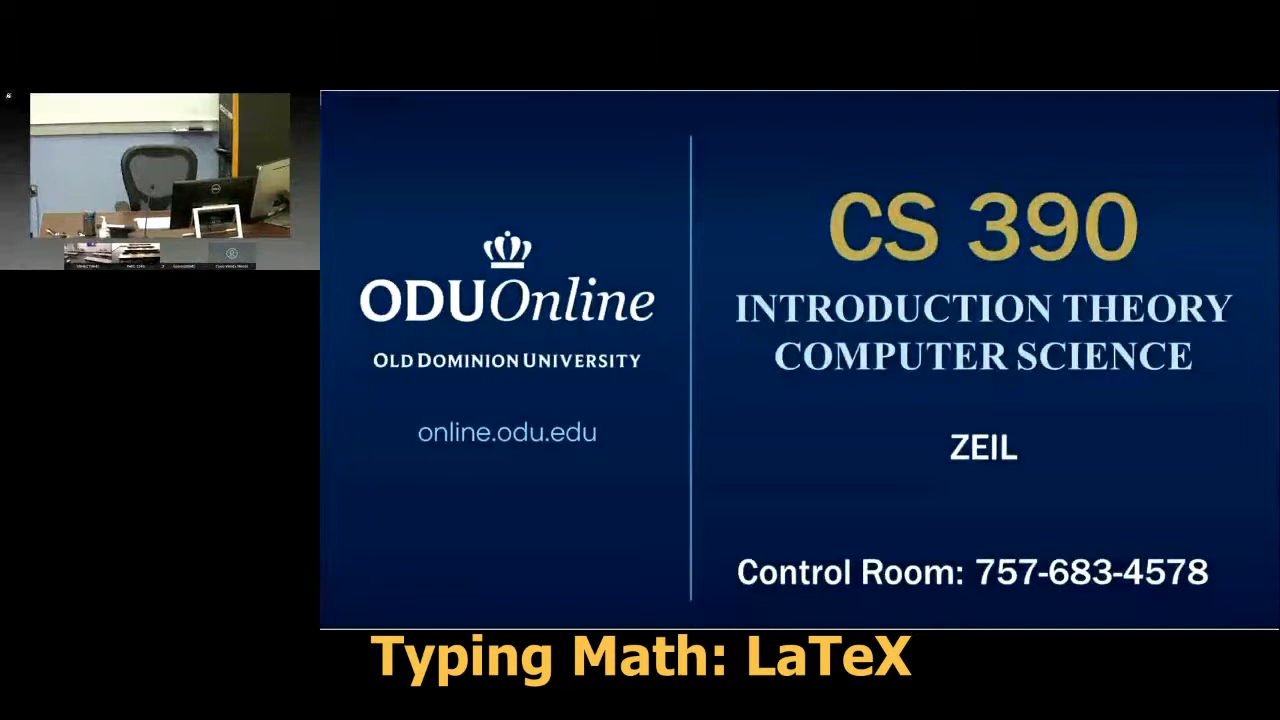 ODUOnline
OLD DOMINION UNIVERSITY
online.odu.edu
CS 390
INTRODUCTION THEORY
COMPUTER SCIENCE
ZEIL
Control Room: 757-683-4578
Typing Math: LaTeX